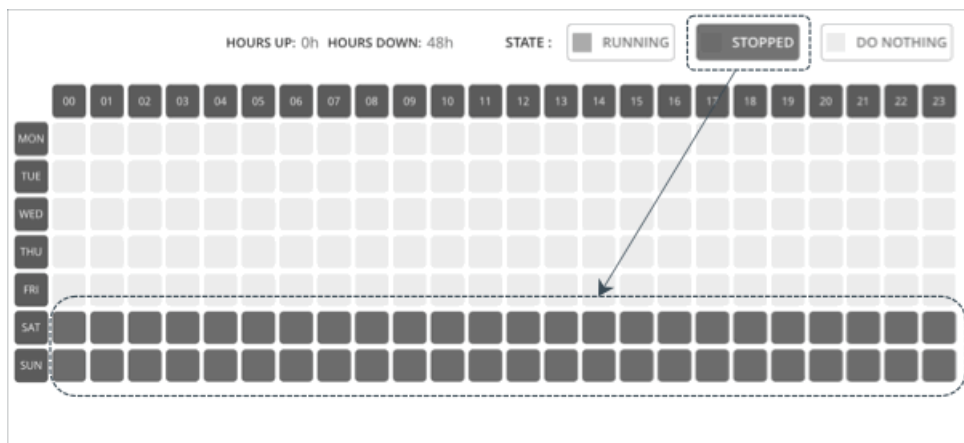 HOURS UP: 0h HOURS DOWN: 48h STATE : RUNNING STOPPED DO NOTHING
00 01 02 03 04 05 06 07 08 09 10 11 12 13 14 15 16 17 18 19 20 21 22 23
MON
TUE
WED
THU
FRI
SAT
SUN